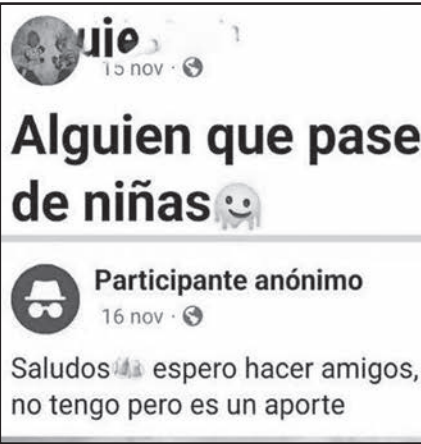 uie
15 nov ·
Alguien que pase
de niñas
Participante anónimo
16 nov ·
Saludos espero hacer amigos,
no tengo pero es un aporte